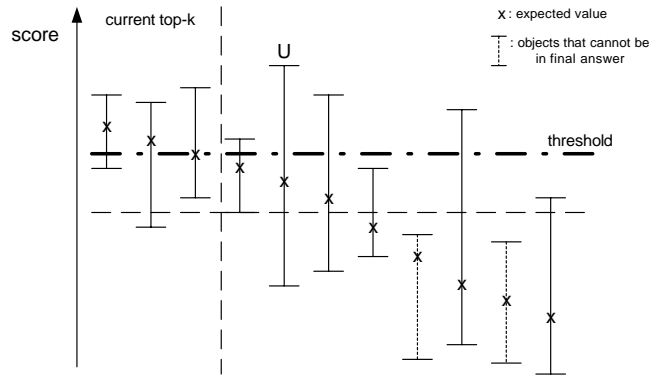 current top-k
score
U
x : expected value
: objects that cannot be
in final answer
threshold
x
x
x
x
x
x
x
x
x
x
x